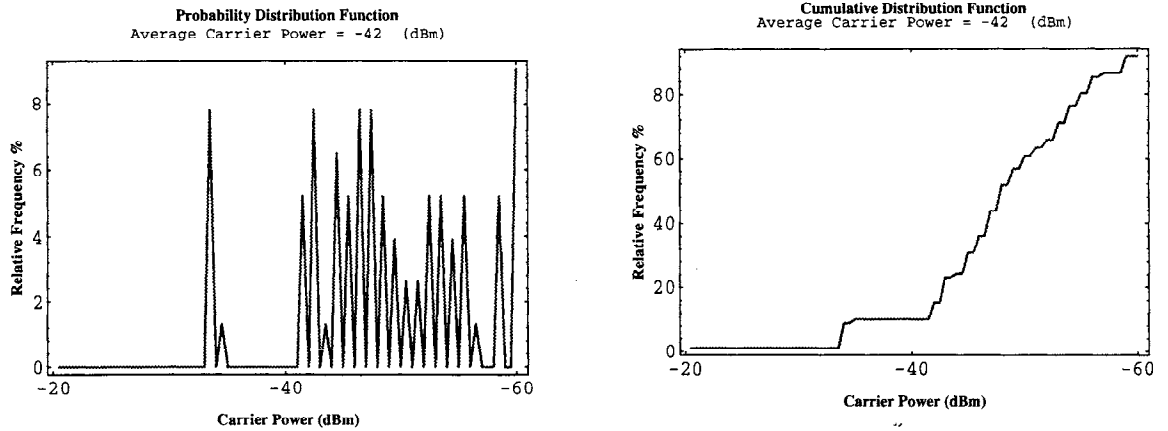 Probability Distribution Function
Average Carrier Power = -42 (dBm)
Relative Frequency %
8
6
4
2
0
-20
-40
-60
Carrier Power (dBm)
Cumulative Distribution Function
Average Carrier Power = -42 (dBm)
Relative Frequency %
80
60
40
20
0
-20
-40
-60
Carrier Power (dBm)